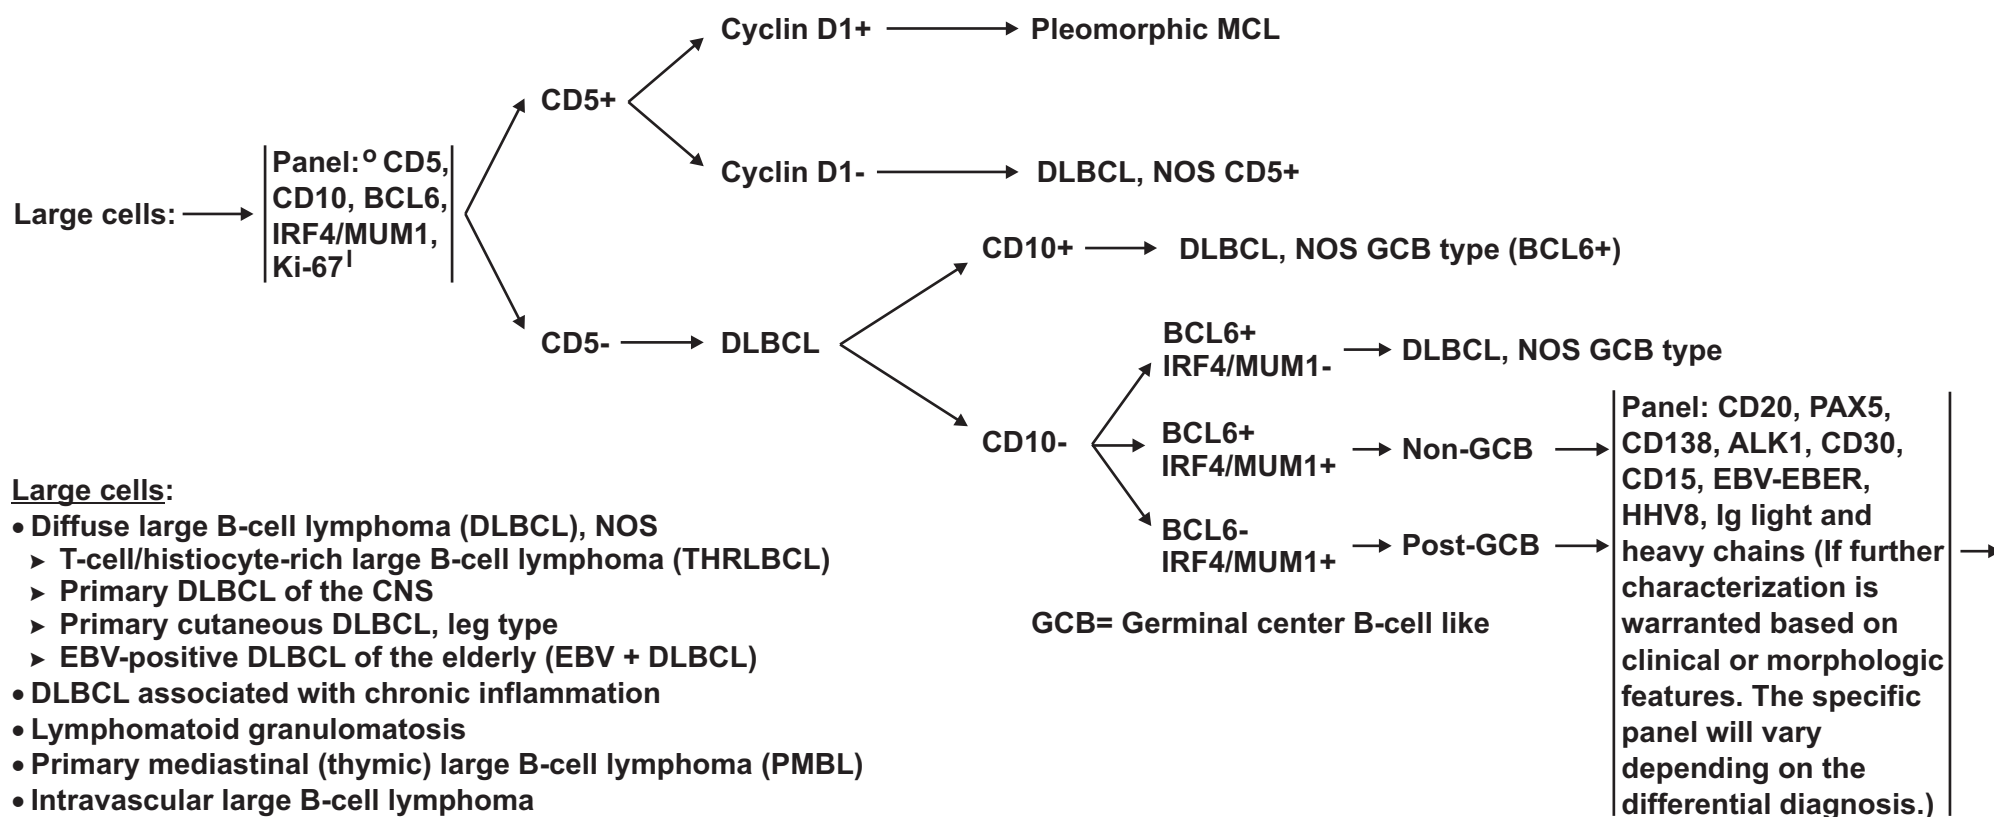 Cyclin D1+ Pleomorphic MCL
CD5+
Panel:o CD5,
CD10, BCL6,
IRF4/MUM1,
Ki-67l
Cyclin D1- DLBCL, NOS CD5+
Large cells:
CD10+ DLBCL, NOS GCB type (BCL6+)
CD5- DLBCL
BCL6+
IRF4/MUM1-
DLBCL, NOS GCB type
CD10-
BCL6+
IRF4/MUM1+
Non-GCB
BCL6-
IRF4/MUM1+
Post-GCB
Panel: CD20, PAX5,
CD138, ALK1, CD30,
CD15, EBV-EBER,
HHV8, Ig light and
heavy chains (If further
characterization is
warranted based on
clinical or morphologic
features. The specific
panel will vary
depending on the
differential diagnosis.)
GCB= Germinal center B-cell like
Large cells:
• Diffuse large B-cell lymphoma (DLBCL), NOS
➤ T-cell/histiocyte-rich large B-cell lymphoma (THRLBCL)
➤ Primary DLBCL of the CNS
➤ Primary cutaneous DLBCL, leg type
➤ EBV-positive DLBCL of the elderly (EBV + DLBCL)
• DLBCL associated with chronic inflammation
• Lymphomatoid granulomatosis
• Primary mediastinal (thymic) large B-cell lymphoma (PMBL)
• Intravascular large B-cell lymphoma